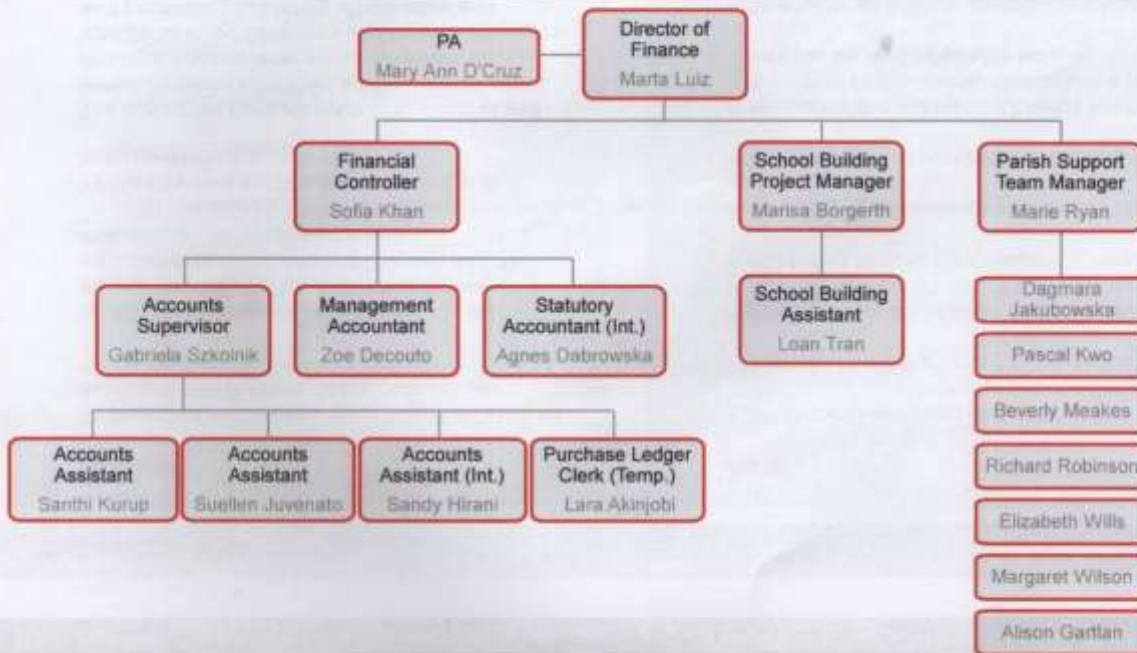 PA
Mary Ann D'Cruz
Director of
Finance
Marta Luiz
Financial
Controller
Sofia Khan
School Building
Project Manager
Marisa Borgerth
Parish Support
Team Manager
Marie Ryan
Accounts
Supervisor
Gabriela Szkolnik
Management
Accountant
Zoe Decouto
Statutory
Accountant (Int.)
Agnes Dabrowska
School Building
Assistant
Loan Tran
Dagmara
Jakubowska
Pascal Kwo
Beverly Meakes
Richard Robinson
Elizabeth Wills
Margaret Wilson
Alison Gartlan
Accounts
Assistant
Santhi Kurup
Accounts
Assistant
Suellen Juvenato
Accounts
Assistant (Int.)
Sandy Hirani
Purchase Ledger
Clerk (Temp.)
Lara Akinjobi